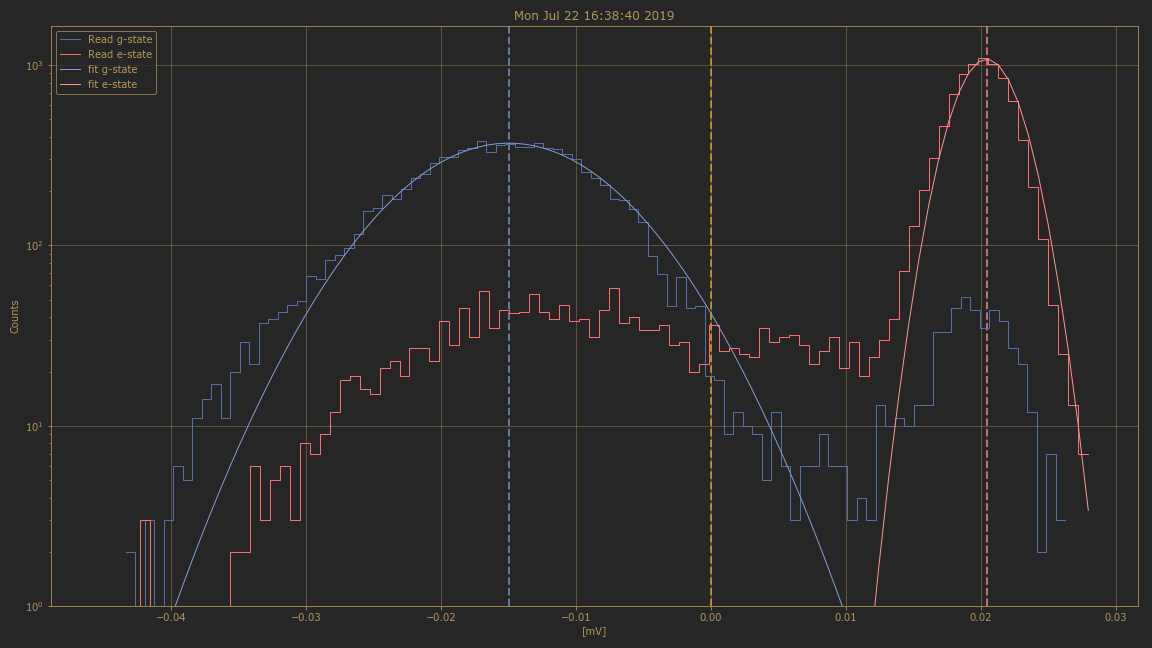 Mon Jul 22 16:38:40 2019
Read g-state
Read e-state
fit g-state
fit e-state
10³
10²
10¹
10⁰
Counts
−0.04 −0.03 −0.02 −0.01 0.00 0.01 0.02 0.03
[mV]